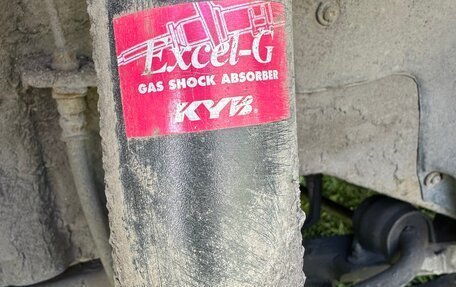 Excel-G
GAS SHOCK ABSORBER
KYB®